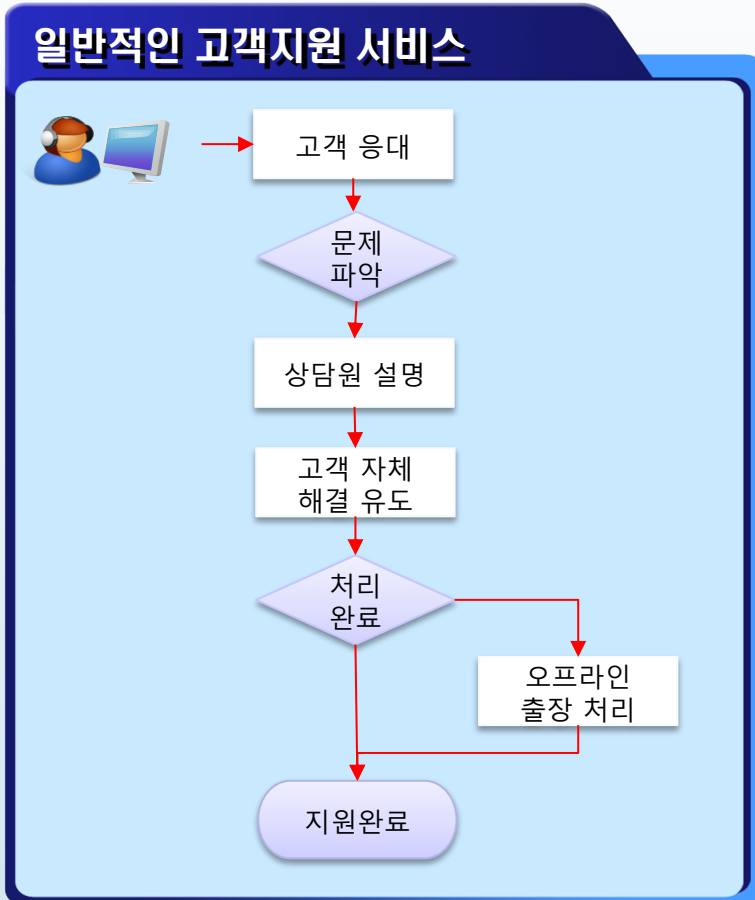 일반적인 고객지원 서비스
고객 응대
문제
파악
상담원 설명
고객 자체
해결 유도
처리
완료
오프라인
출장 처리
지원완료